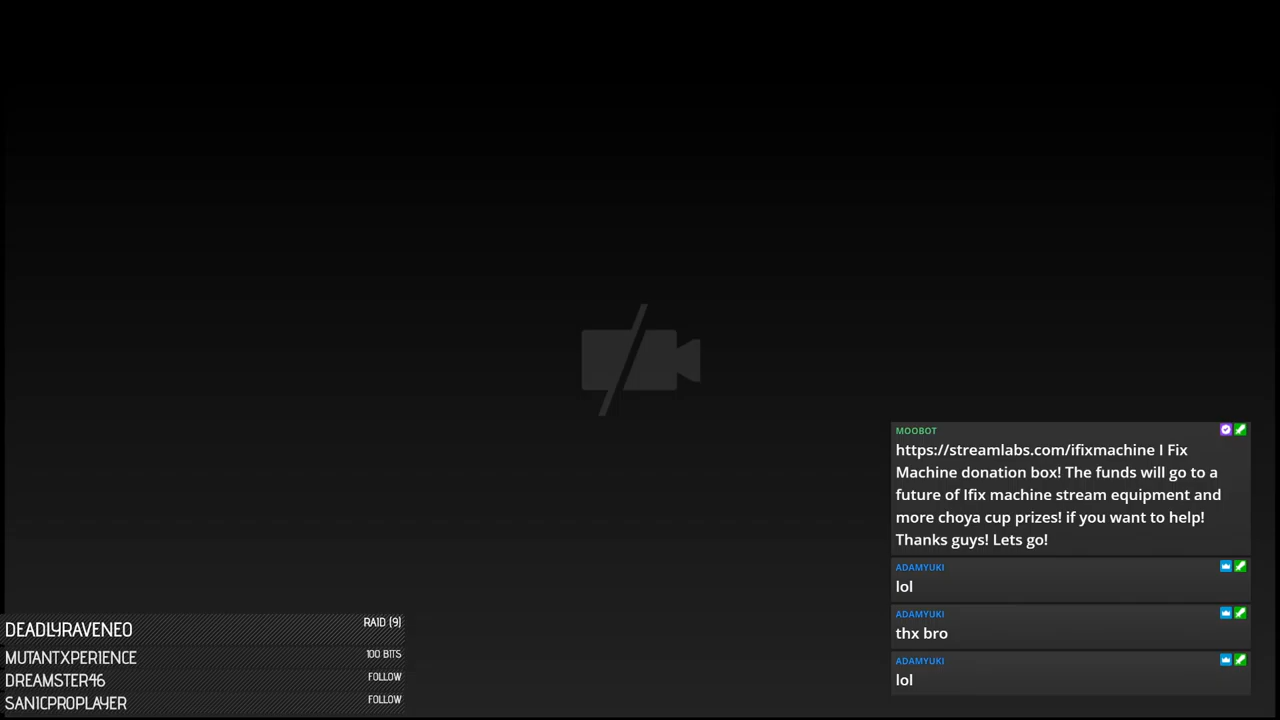 MOOBOT
https://streamlabs.com/ifixmachine I Fix
Machine donation box! The funds will go to a
future of Ifix machine stream equipment and
more choya cup prizes! if you want to help!
Thanks guys! Lets go!
ADAMYUKI
lol
ADAMYUKI
thx bro
ADAMYUKI
lol
DEADLYRAVENEO RAID (9)
MUTANTXPERIENCE 100 BITS
DREAMSTER46 FOLLOW
SANICPROPLAYER FOLLOW